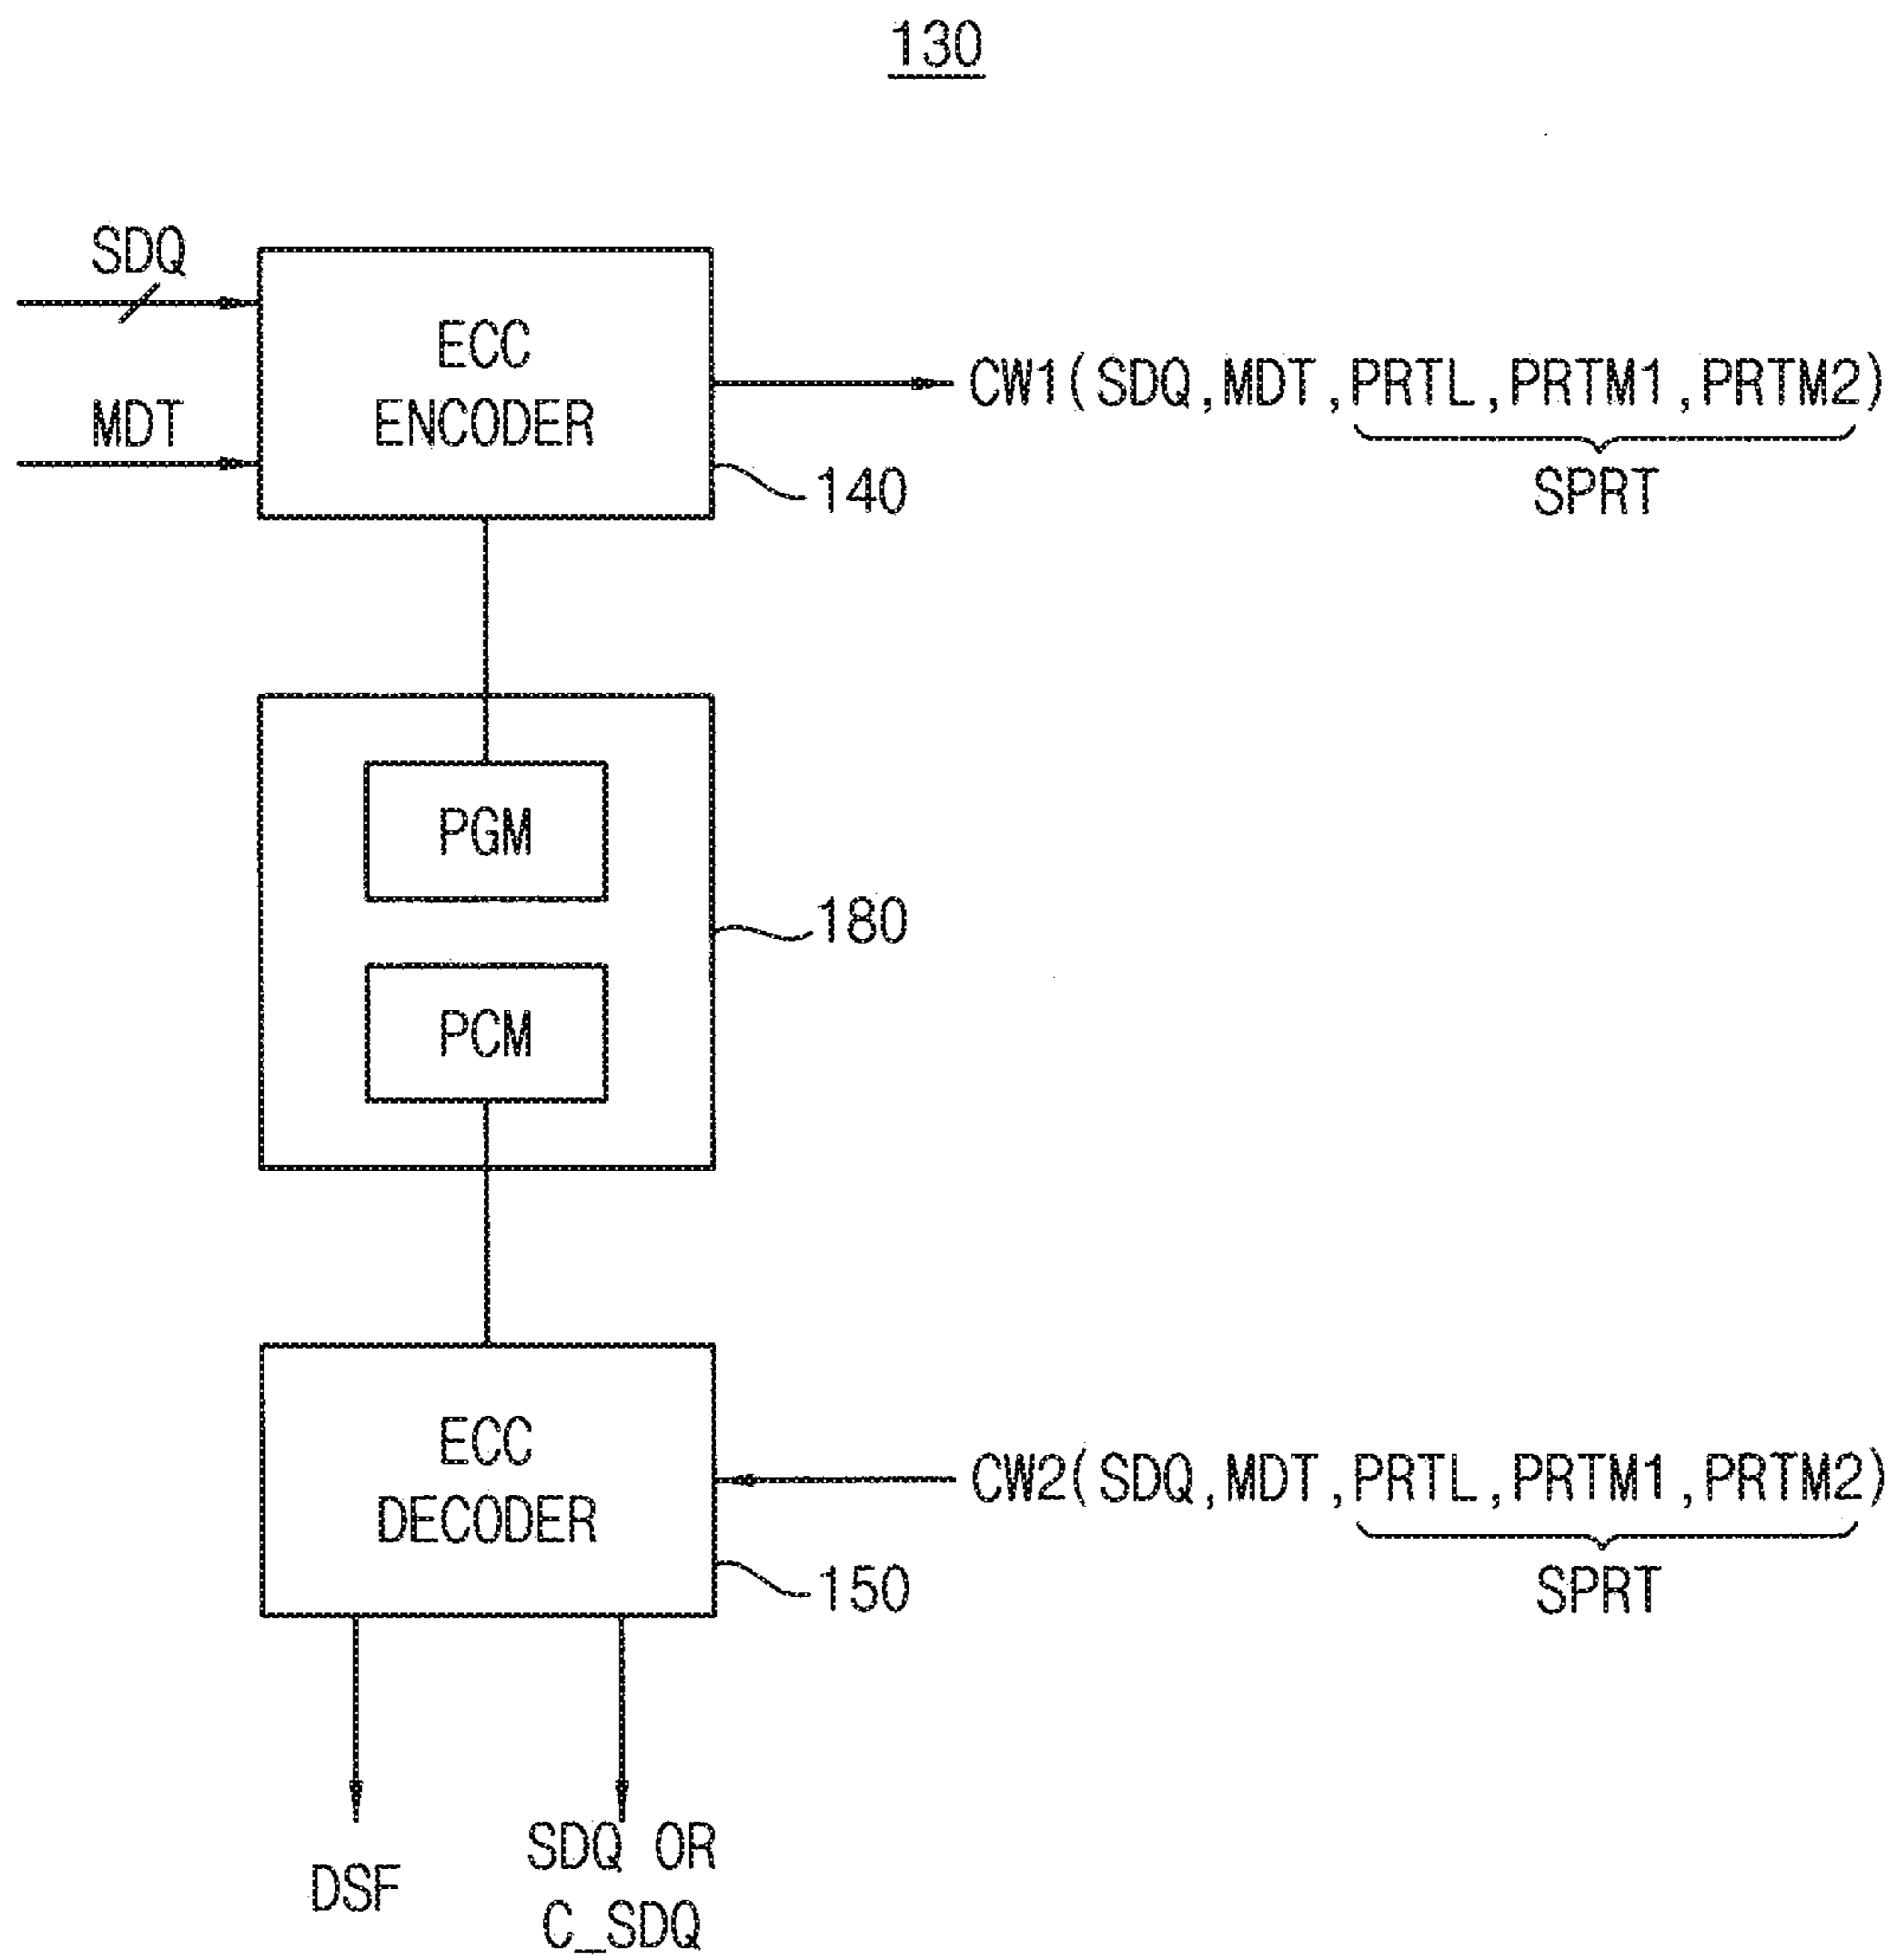 130
SDQ
MDT
ECC
ENCODER
140
CW1(SDQ,MDT,PRTL,PRTM1,PRTM2)
SPRT
PGM
180
PCM
ECC
DECODER
150
CW2(SDQ,MDT,PRTL,PRTM1,PRTM2)
SPRT
DSF
SDQ OR
C_SDQ